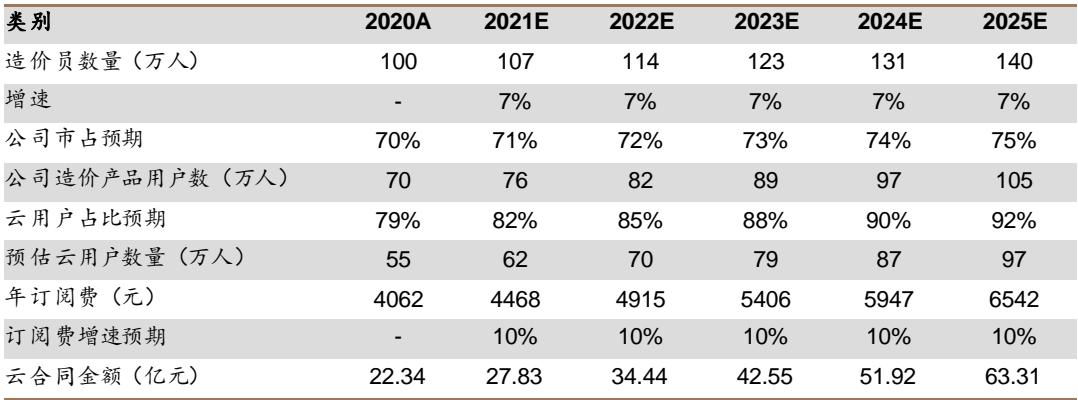 类别 2020A 2021E 2022E 2023E 2024E 2025E
造价员数量（万人） 100 107 114 123 131 140
增速 - 7% 7% 7% 7% 7%
公司市占预期 70% 71% 72% 73% 74% 75%
公司造价产品用户数（万人） 70 76 82 89 97 105
云用户占比预期 79% 82% 85% 88% 90% 92%
预估云用户数量（万人） 55 62 70 79 87 97
年订阅费（元） 4062 4468 4915 5406 5947 6542
订阅费增速预期 - 10% 10% 10% 10% 10%
云合同金额（亿元） 22.34 27.83 34.44 42.55 51.92 63.31